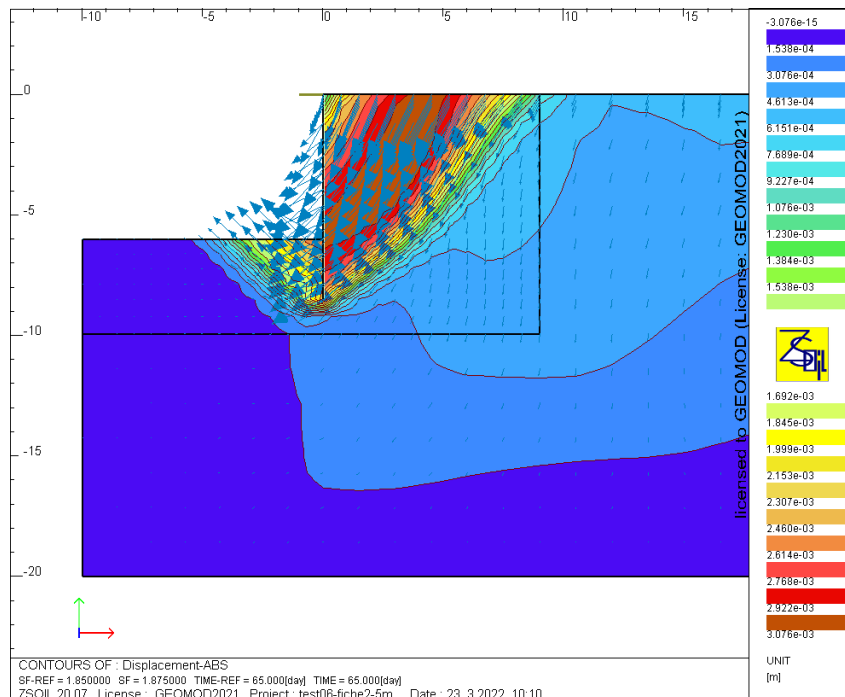 -10 -5 0 5 10 15
0
-5
-10
-15
-20
-3.076e-15
1.538e-04
3.076e-04
4.613e-04
6.151e-04
7.689e-04
9.227e-04
1.076e-03
1.230e-03
1.384e-03
1.538e-03
ZSOIL
1.692e-03
1.845e-03
1.999e-03
2.153e-03
2.307e-03
2.460e-03
2.614e-03
2.768e-03
2.922e-03
3.076e-03
UNIT
[m]
licensed to GEOMOD (License: GEOMOD2021)
CONTOURS OF : Displacement-ABS
SF-REF = 1.850000 SF = 1.875000 TIME-REF = 65.000[day] TIME = 65.000[day]
ZSOIL 20.07 License : GEOMOD2021 Project : test06-fiche2-5m Date : 23.3.2022 10:10